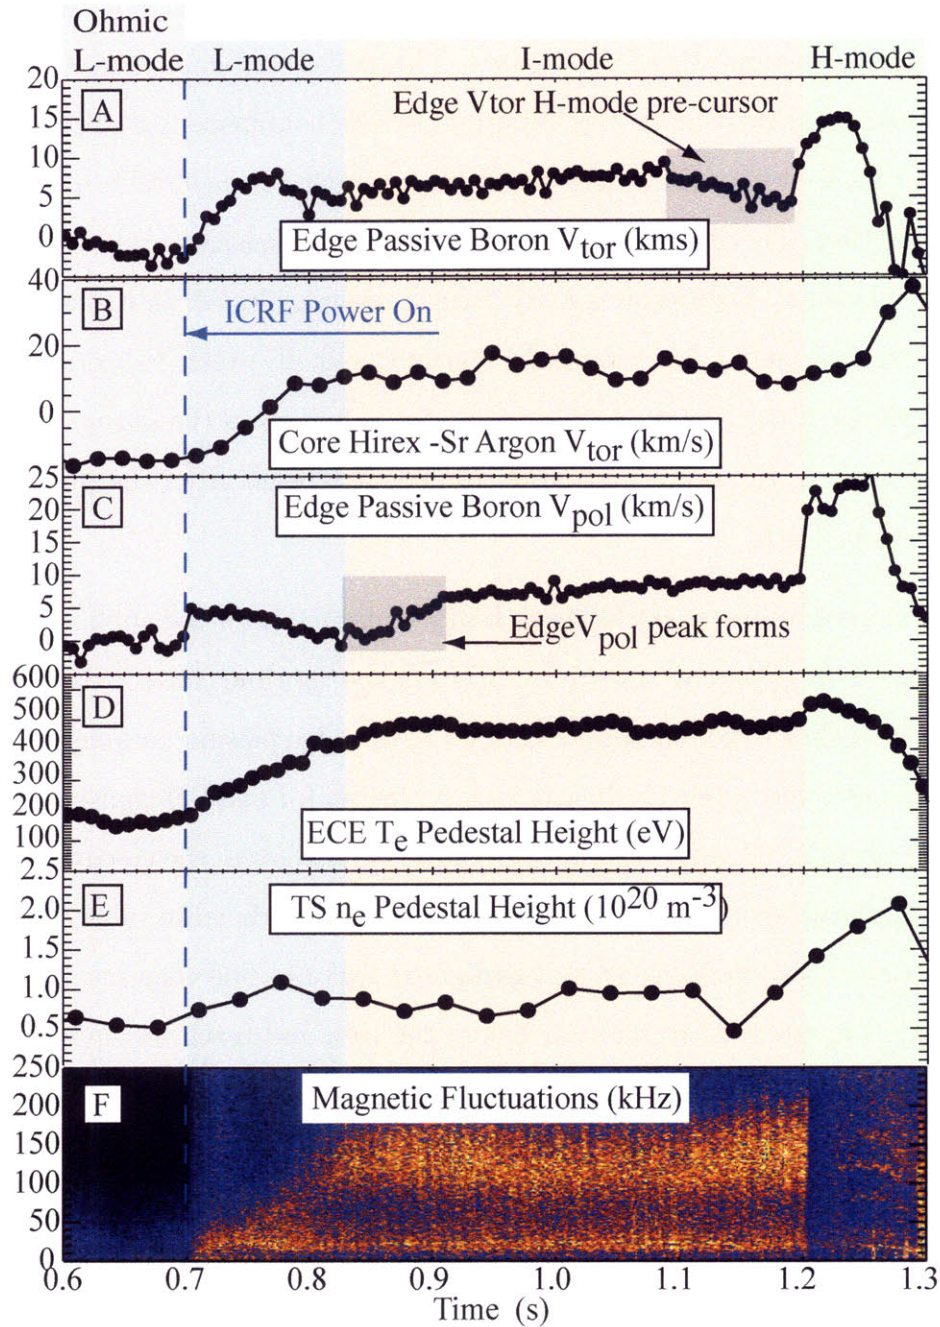 Ohmic
L-mode L-mode I-mode H-mode
20
A
Edge Vtor H-mode pre-cursor
15
10
5
0
Edge Passive Boron Vtor (kms)
40
B
ICRF Power On
20
0
Core Hirex -Sr Argon Vtor (km/s)
25
C
Edge Passive Boron Vpol (km/s)
20
15
10
5
0
EdgeVpol peak forms
600
D
500
400
300
200
100
ECE Te Pedestal Height (eV)
2.5
E
TS ne Pedestal Height (10^20 m^-3)
2.0
1.5
1.0
0.5
250
F
Magnetic Fluctuations (kHz)
200
150
100
50
0
0.6 0.7 0.8 0.9 1.0 1.1 1.2 1.3
Time (s)